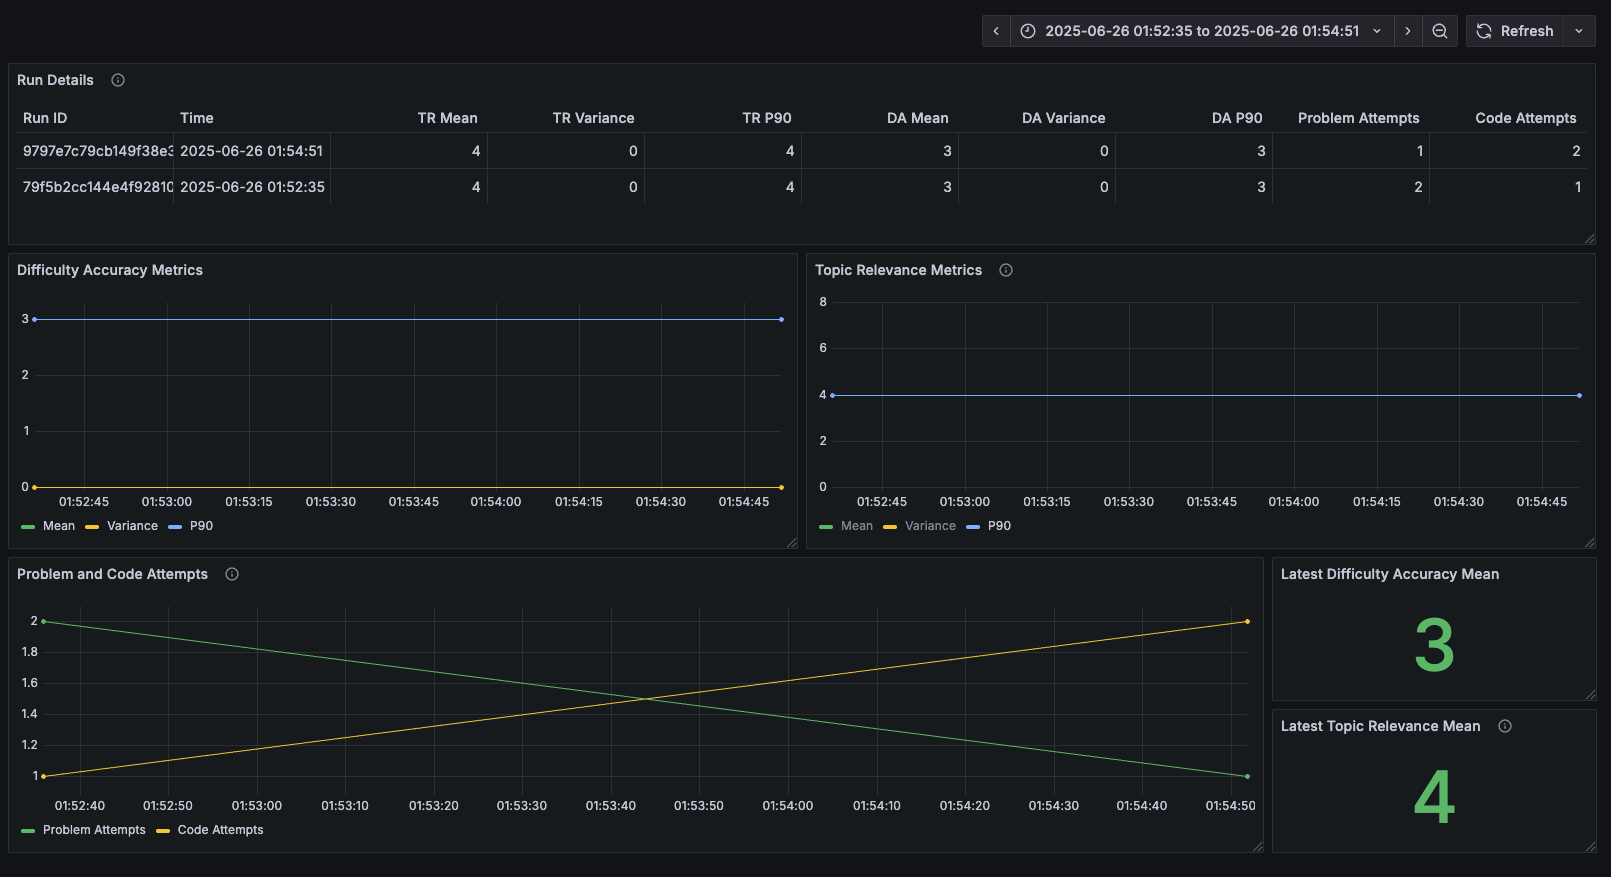 2025-06-26 01:52:35 to 2025-06-26 01:54:51 Refresh
Run Details
Run ID Time TR Mean TR Variance TR P90 DA Mean DA Variance DA P90 Problem Attempts Code Attempts
9797e7c79cb149f38e3 2025-06-26 01:54:51 4 0 4 3 0 3 1 2
79f5b2cc144e4f92810 2025-06-26 01:52:35 4 0 4 3 0 3 2 1
Difficulty Accuracy Metrics
3
2
1
0
01:52:45 01:53:00 01:53:15 01:53:30 01:53:45 01:54:00 01:54:15 01:54:30 01:54:45
Mean Variance P90
Topic Relevance Metrics
8
6
4
2
0
01:52:45 01:53:00 01:53:15 01:53:30 01:53:45 01:54:00 01:54:15 01:54:30 01:54:45
Mean Variance P90
Problem and Code Attempts
2
1.8
1.6
1.4
1.2
1
01:52:40 01:52:50 01:53:00 01:53:10 01:53:20 01:53:30 01:53:40 01:53:50 01:54:00 01:54:10 01:54:20 01:54:30 01:54:40 01:54:50
Problem Attempts Code Attempts
Latest Difficulty Accuracy Mean
3
Latest Topic Relevance Mean
4